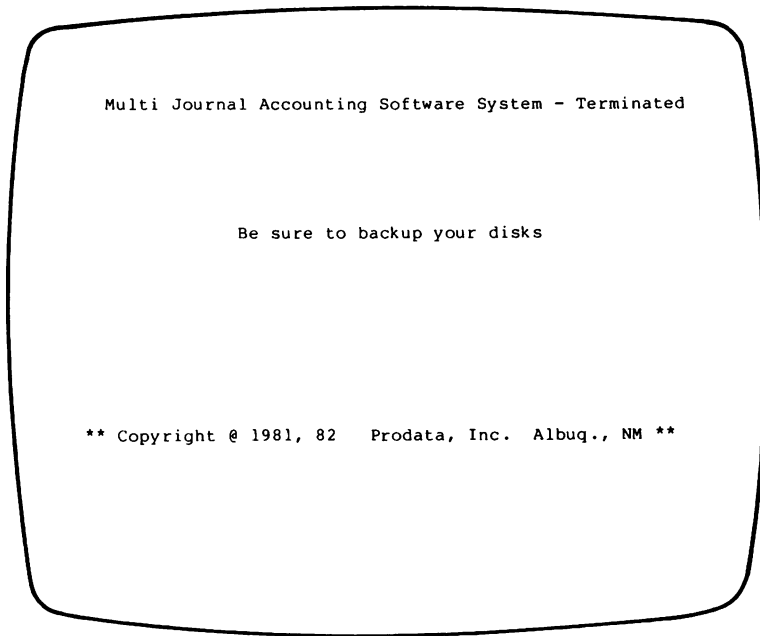 Multi Journal Accounting Software System - Terminated
Be sure to backup your disks
** Copyright @ 1981, 82 Prodata, Inc. Albuq., NM **